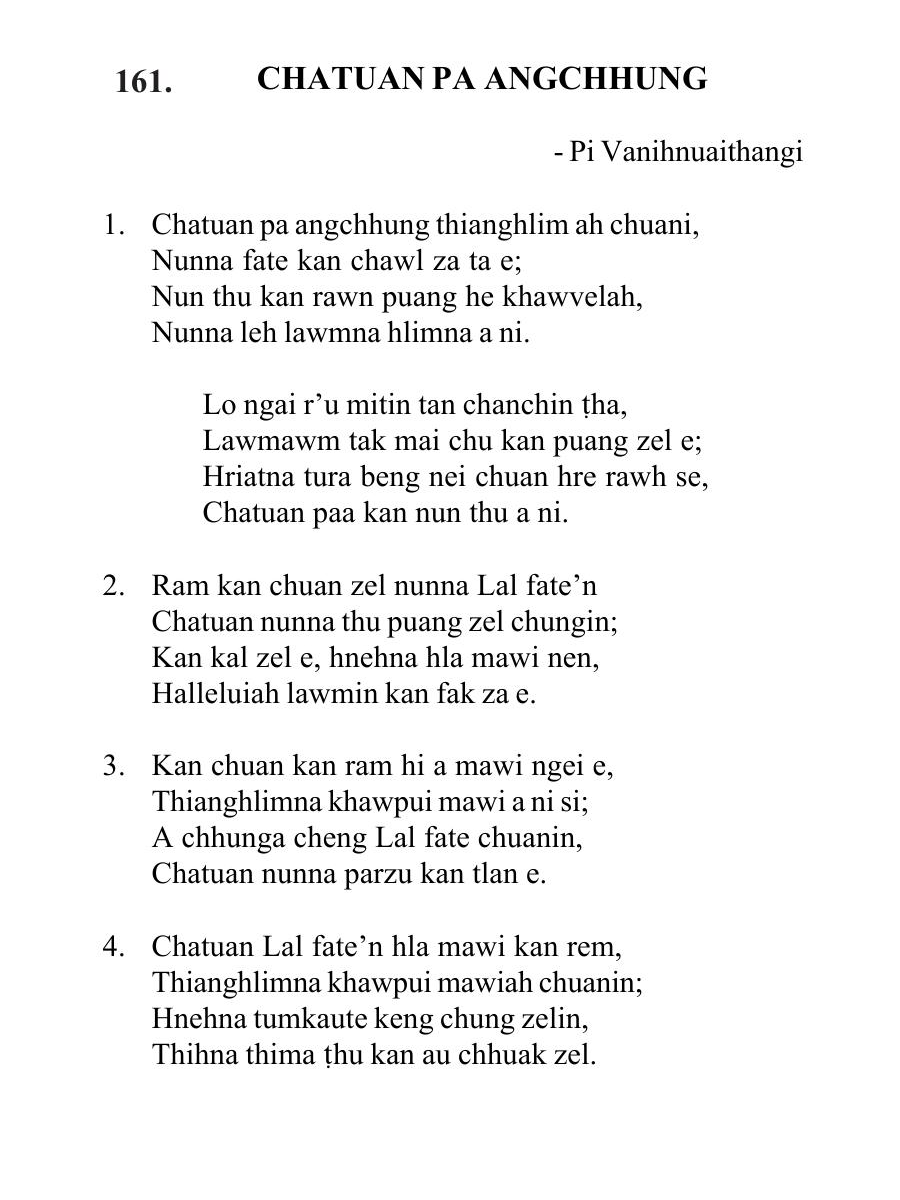 161. CHATUAN PA ANGCHHUNG
- Pi Vanihnuaithangi
1. Chatuan pa angchhung thianghlim ah chuani,
Nunna fate kan chawl za ta e;
Nun thu kan rawn puang he khawvelah,
Nunna leh lawmna hlimna a ni.
Lo ngai r’u mitin tan chanchin ṭha,
Lawmawm tak mai chu kan puang zel e;
Hriatna tura beng nei chuan hre rawh se,
Chatuan paa kan nun thu a ni.
2. Ram kan chuan zel nunna Lal fate’n
Chatuan nunna thu puang zel chungin;
Kan kal zel e, hnehna hla mawi nen,
Halleluiah lawmin kan fak za e.
3. Kan chuan kan ram hi a mawi ngei e,
Thianghlimna khawpui mawi a ni si;
A chhunga cheng Lal fate chuanin,
Chatuan nunna parzu kan tlan e.
4. Chatuan Lal fate’n hla mawi kan rem,
Thianghlimna khawpui mawiah chuanin;
Hnehna tumkaute keng chung zelin,
Thihna thima ṭhu kan au chhuak zel.